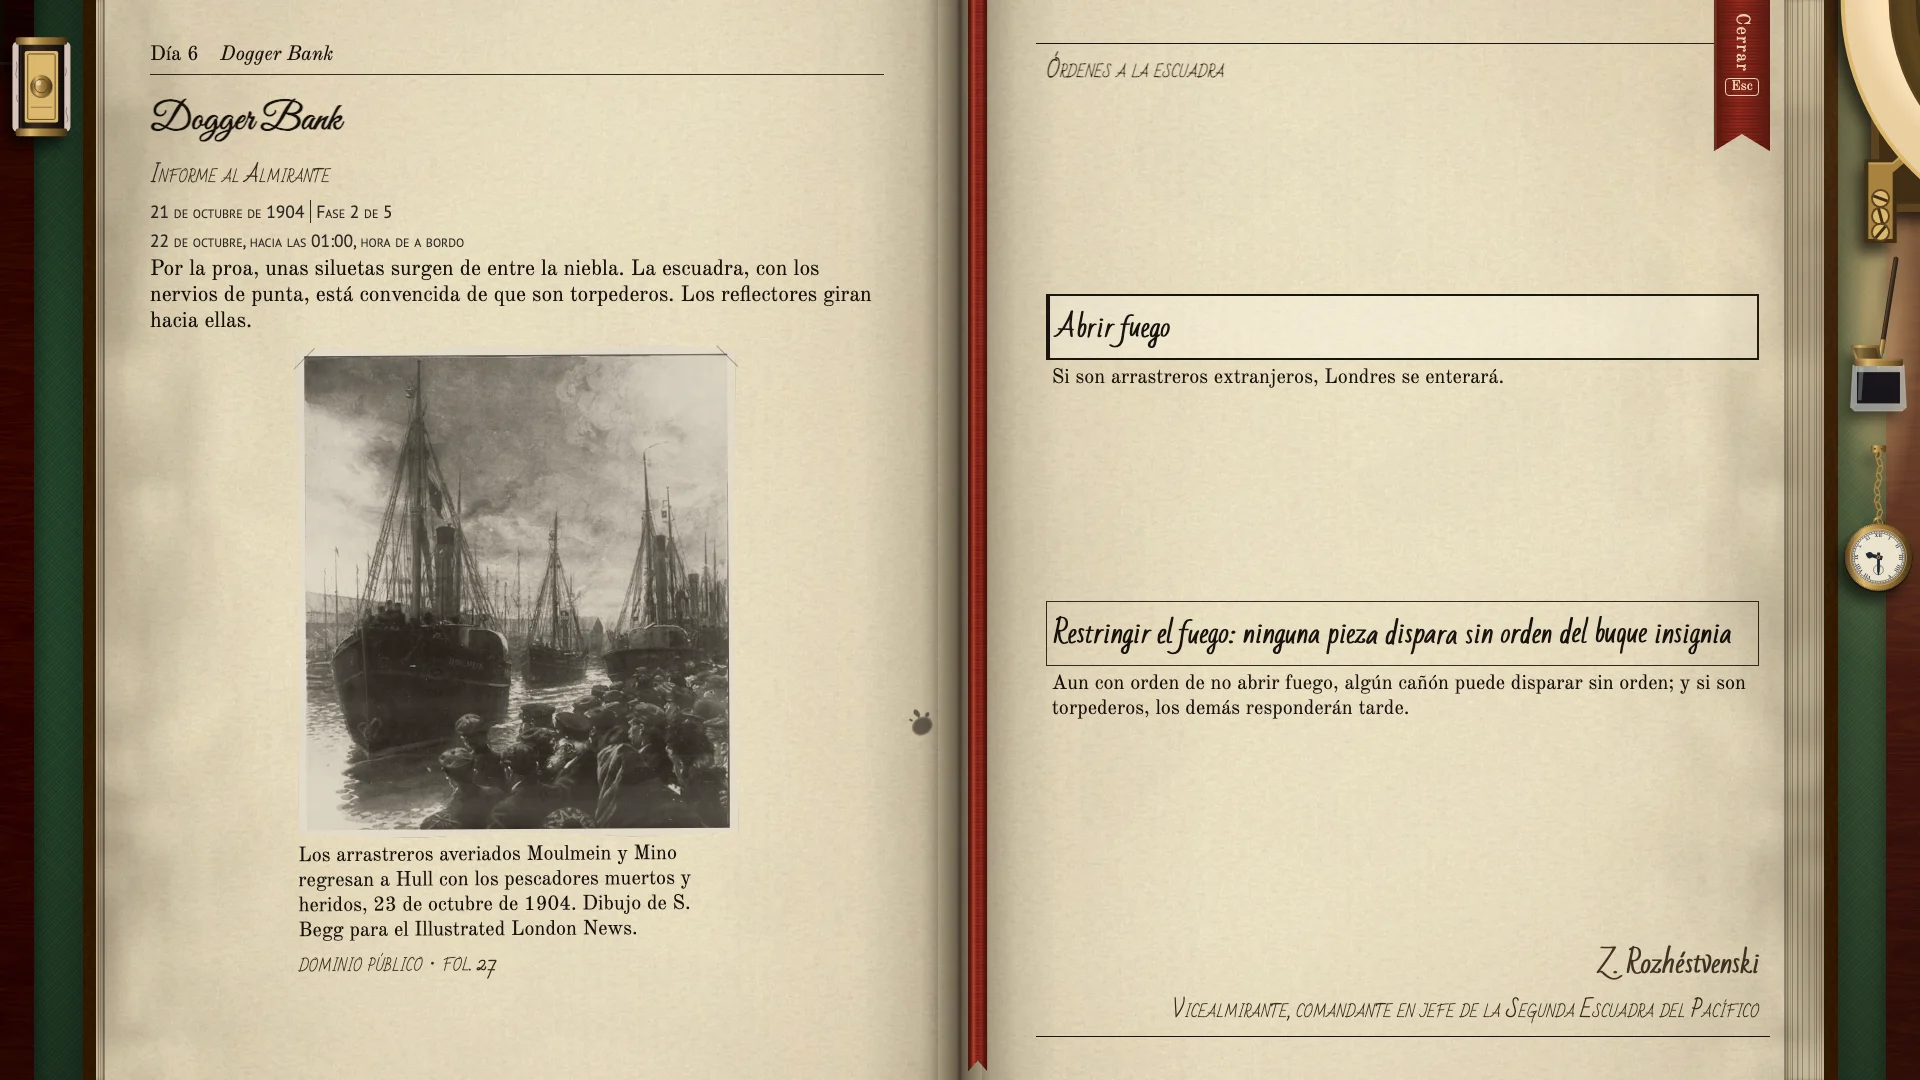 Día 6 Dogger Bank
Dogger Bank
Informe al Almirante
21 de octubre de 1904 | Fase 2 de 5
22 de octubre, hacia las 01:00, hora de a bordo
Por la proa, unas siluetas surgen de entre la niebla. La escuadra, con los
nervios de punta, está convencida de que son torpederos. Los reflectores giran
hacia ellas.
Los arrastreros averiados Moulmein y Mino
regresan a Hull con los pescadores muertos y
heridos, 23 de octubre de 1904. Dibujo de S.
Begg para el Illustrated London News.
DOMINIO PÚBLICO · FOL. 27
Órdenes a la escuadra
Cerrar
Esc
Abrir fuego
Si son arrastreros extranjeros, Londres se enterará.
Restringir el fuego: ninguna pieza dispara sin orden del buque insignia
Aun con orden de no abrir fuego, algún cañón puede disparar sin orden; y si son
torpederos, los demás responderán tarde.
Z. Rozhéstvenski
Vicealmirante, comandante en jefe de la Segunda Escuadra del Pacífico